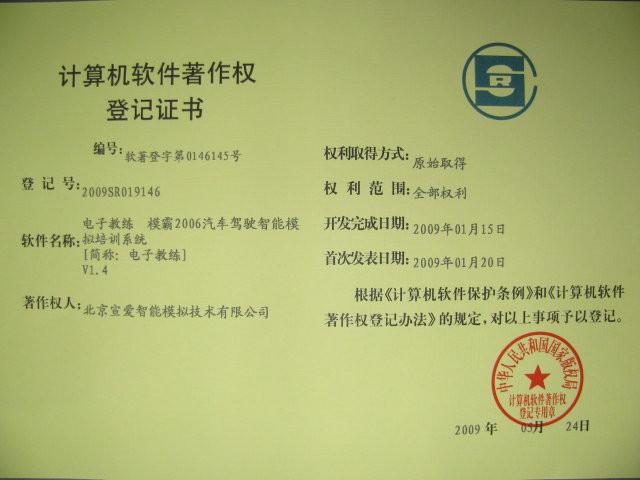 计算机软件著作权
登记证书
编号: 软著登字第0146145号
登 记 号: 2009SR019146
软件名称: 电子教练 模霸2006汽车驾驶智能模
拟培训系统
[简称: 电子教练]
V1.4
著作权人: 北京宣爱智能模拟技术有限公司
权利取得方式: 原始取得
权 利 范 围: 全部权利
开发完成日期: 2009年01月15日
首次发表日期: 2009年01月20日
根据《计算机软件保护条例》和《计算机软件
著作权登记办法》的规定，对以上事项予以登记。
中华人民共和国国家版权局
计算机软件著作权
登记专用章
2009 年 05月 24日